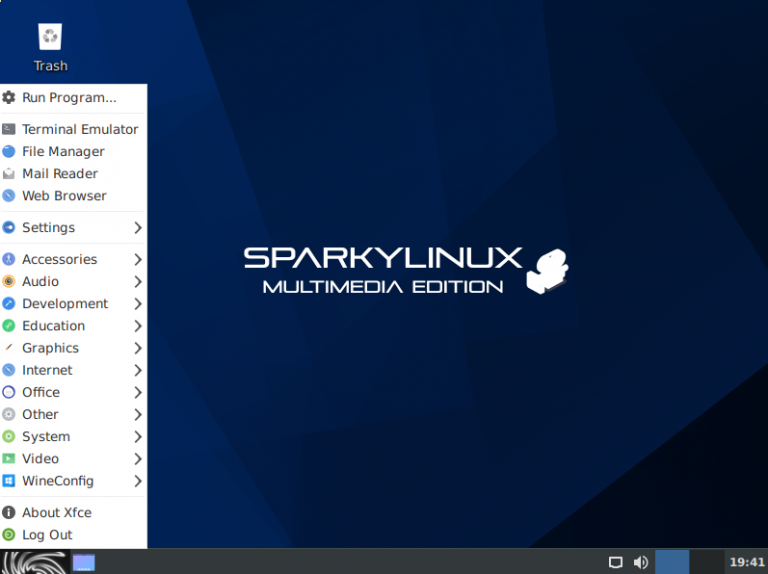 Trash
Run Program...
Terminal Emulator
File Manager
Mail Reader
Web Browser
Settings
Accessories
Audio
Development
Education
Graphics
Internet
Office
Other
System
Video
WineConfig
About Xfce
Log Out
SPARKYLINUX
MULTIMEDIA EDITION
19:41